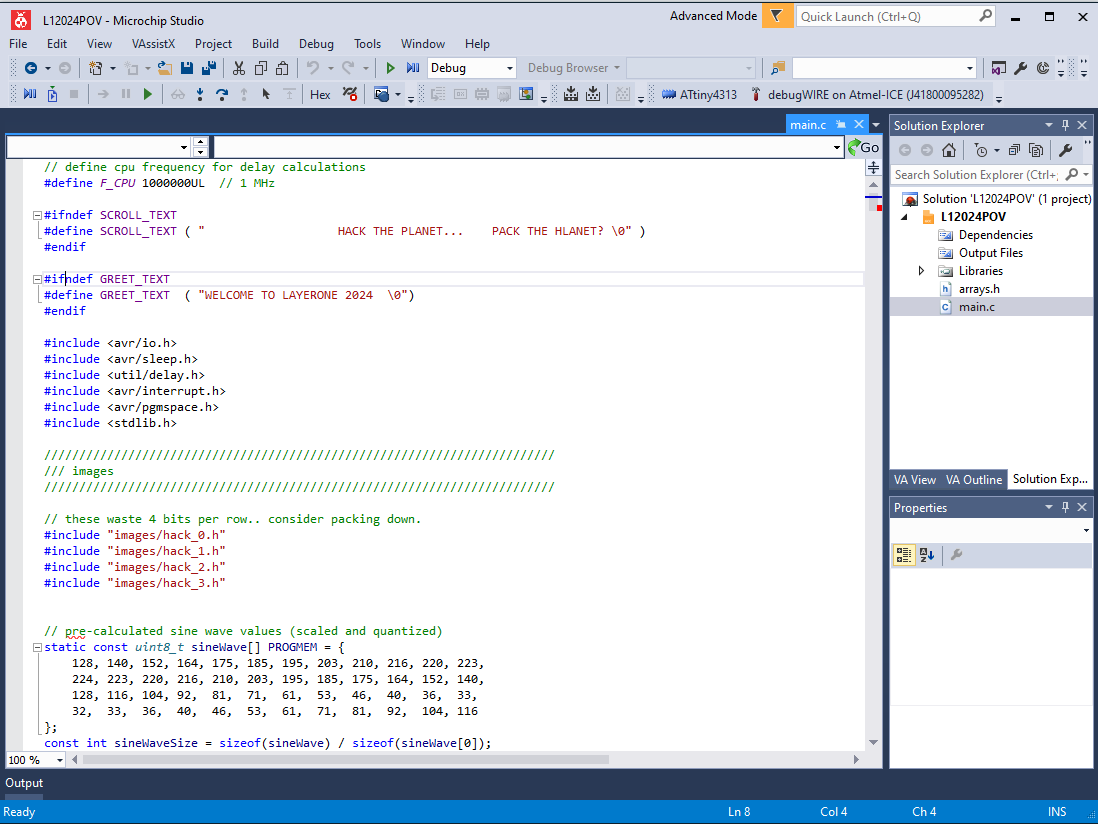 L12024POV - Microchip Studio
Advanced Mode
Quick Launch (Ctrl+Q)
File Edit View VAssistX Project Build Debug Tools Window Help
Debug Debug Browser
Hex ATtiny4313 debugWIRE on Atmel-ICE (J41800095282)
main.c
Go
// define cpu frequency for delay calculations
#define F_CPU 1000000UL  // 1 MHz
#ifndef SCROLL_TEXT
#define SCROLL_TEXT ( "                   HACK THE PLANET...    PACK THE HLANET? \0" )
#endif
#ifndef GREET_TEXT
#define GREET_TEXT  ( "WELCOME TO LAYERONE 2024  \0")
#endif
#include <avr/io.h>
#include <avr/sleep.h>
#include <util/delay.h>
#include <avr/interrupt.h>
#include <avr/pgmspace.h>
#include <stdlib.h>
/////////////////////////////////////////////////////////////////////////
/// images
/////////////////////////////////////////////////////////////////////////
// these waste 4 bits per row.. consider packing down.
#include "images/hack_0.h"
#include "images/hack_1.h"
#include "images/hack_2.h"
#include "images/hack_3.h"
// pre-calculated sine wave values (scaled and quantized)
static const uint8_t sineWave[] PROGMEM = {
128, 140, 152, 164, 175, 185, 195, 203, 210, 216, 220, 223,
224, 223, 220, 216, 210, 203, 195, 185, 175, 164, 152, 140,
128, 116, 104, 92,  81,  71,  61,  53,  46,  40,  36,  33,
32,  33,  36,  40,  46,  53,  61,  71,  81,  92,  104, 116
};
const int sineWaveSize = sizeof(sineWave) / sizeof(sineWave[0]);
100 %
Solution Explorer
Search Solution Explorer (Ctrl+;
Solution 'L12024POV' (1 project)
L12024POV
Dependencies
Output Files
Libraries
arrays.h
main.c
VA View VA Outline Solution Exp...
Properties
Output
Ready Ln 8 Col 4 Ch 4 INS